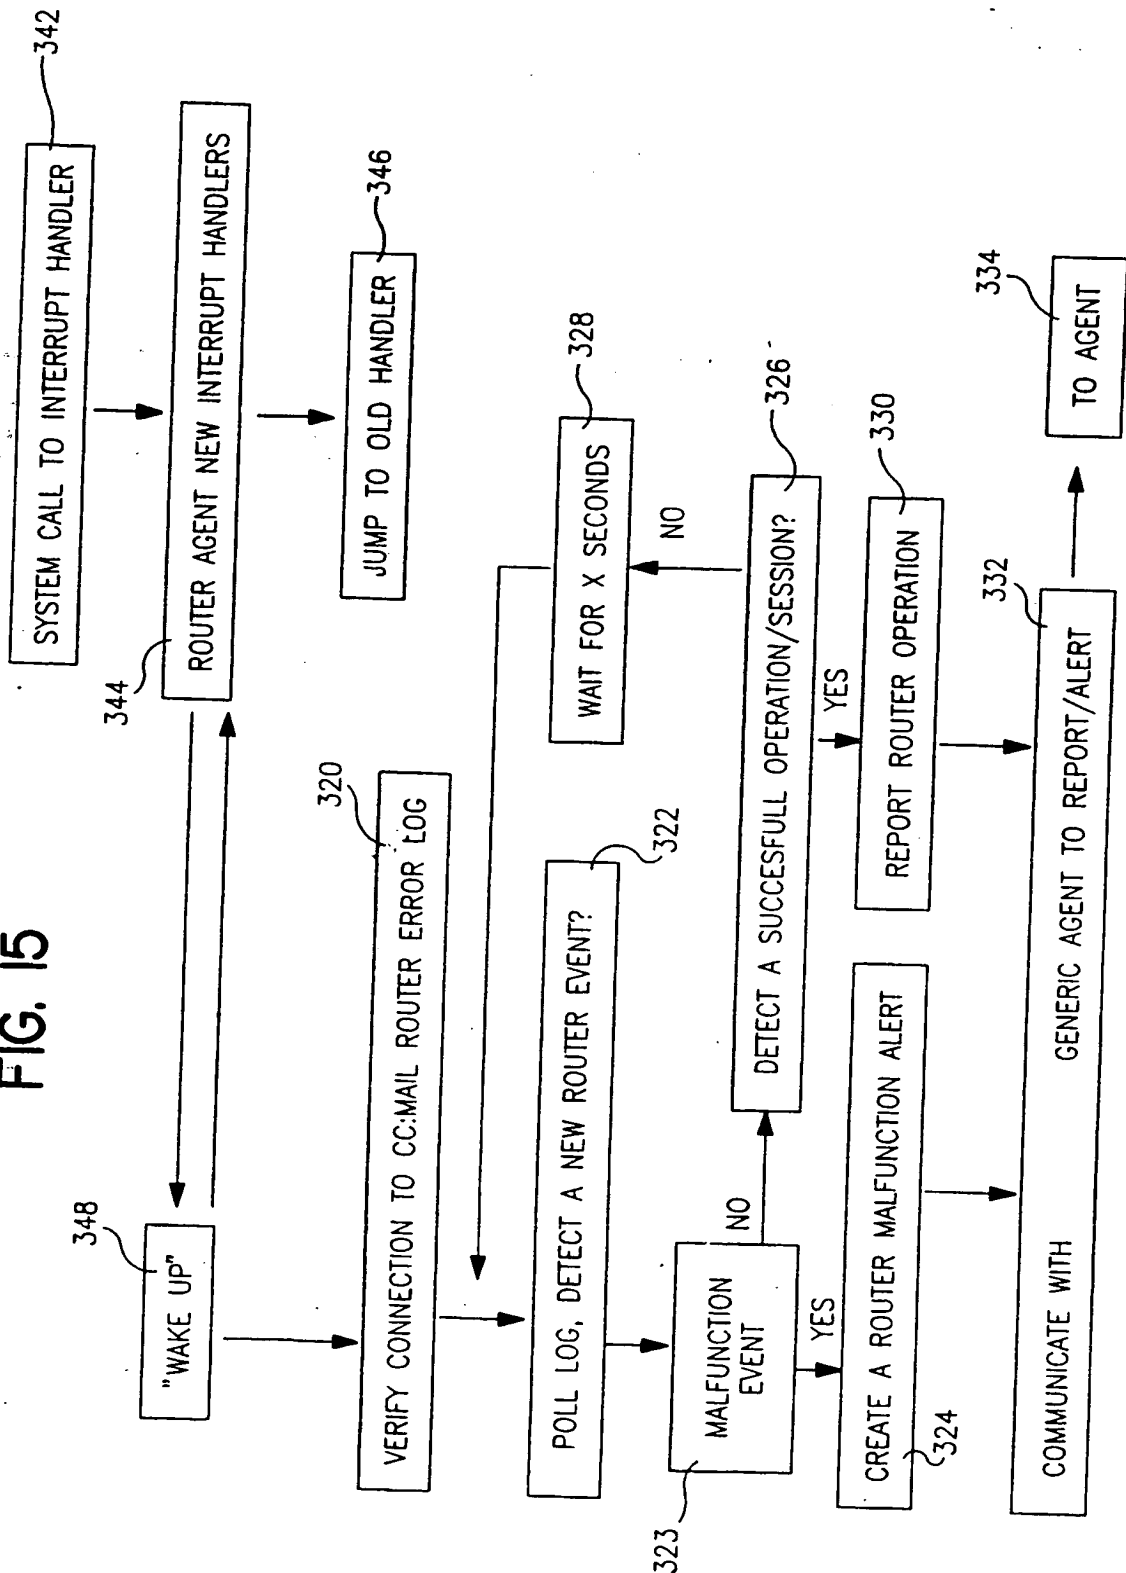 FIG. 15
342
SYSTEM CALL TO INTERRUPT HANDLER
344
ROUTER AGENT NEW INTERRUPT HANDLERS
346
JUMP TO OLD HANDLER
348
"WAKE UP"
320
VERIFY CONNECTION TO CC:MAIL ROUTER ERROR LOG
322
POLL LOG, DETECT A NEW ROUTER EVENT?
328
WAIT FOR X SECONDS
NO
323
MALFUNCTION
EVENT
NO
YES
326
DETECT A SUCCESFULL OPERATION/SESSION?
YES
324
CREATE A ROUTER MALFUNCTION ALERT
330
REPORT ROUTER OPERATION
332
COMMUNICATE WITH GENERIC AGENT TO REPORT/ALERT
334
TO AGENT